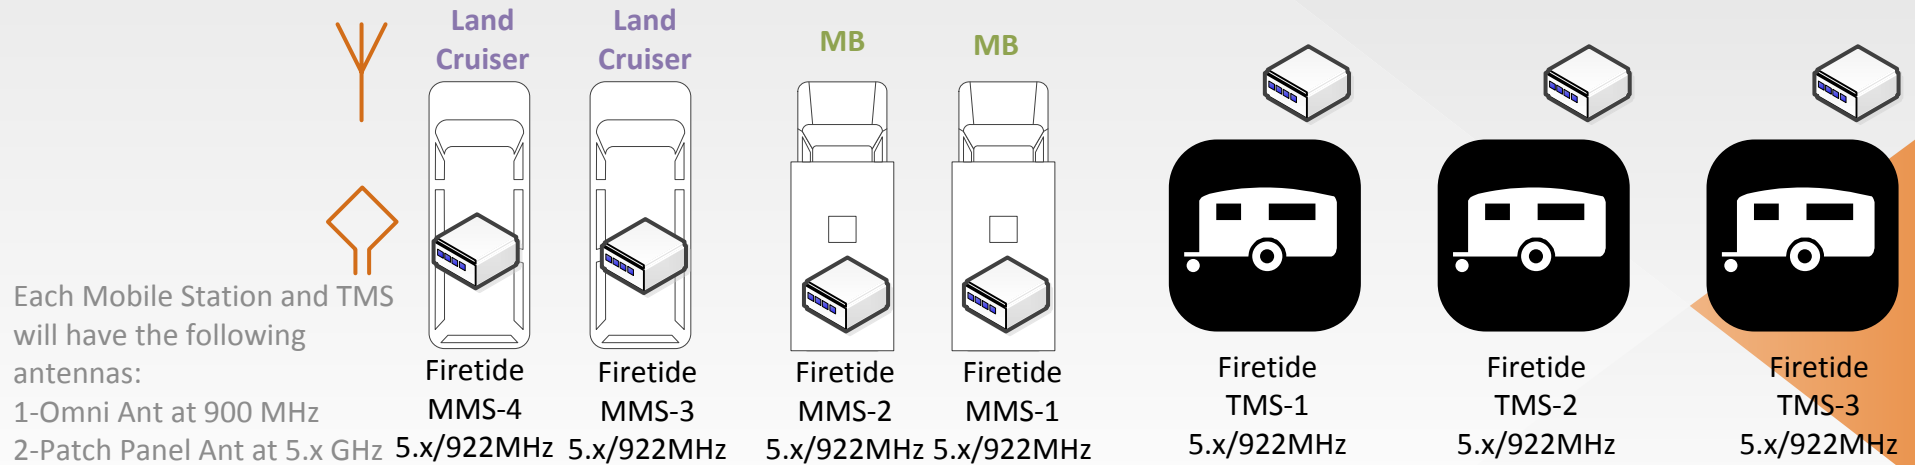 Land
Cruiser
Land
Cruiser
MB
MB
Each Mobile Station and TMS
will have the following
antennas:
1-Omni Ant at 900 MHz
2-Patch Panel Ant at 5.x GHz
Firetide
MMS-4
5.x/922MHz
Firetide
MMS-3
5.x/922MHz
Firetide
MMS-2
5.x/922MHz
Firetide
MMS-1
5.x/922MHz
Firetide
TMS-1
5.x/922MHz
Firetide
TMS-2
5.x/922MHz
Firetide
TMS-3
5.x/922MHz